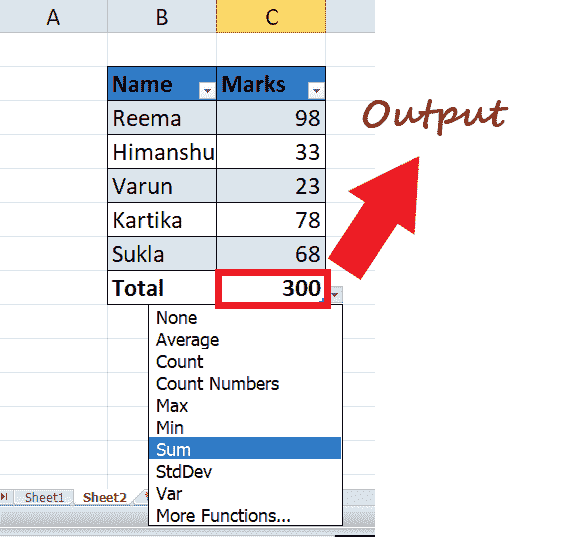 A B C
Name Marks
Output
Reema 98
Himanshu 33
Varun 23
Kartika 78
Sukla 68
Total 300
None
Average
Count
Count Numbers
Max
Min
Sum
StdDev
Var
More Functions...
Sheet1 Sheet2